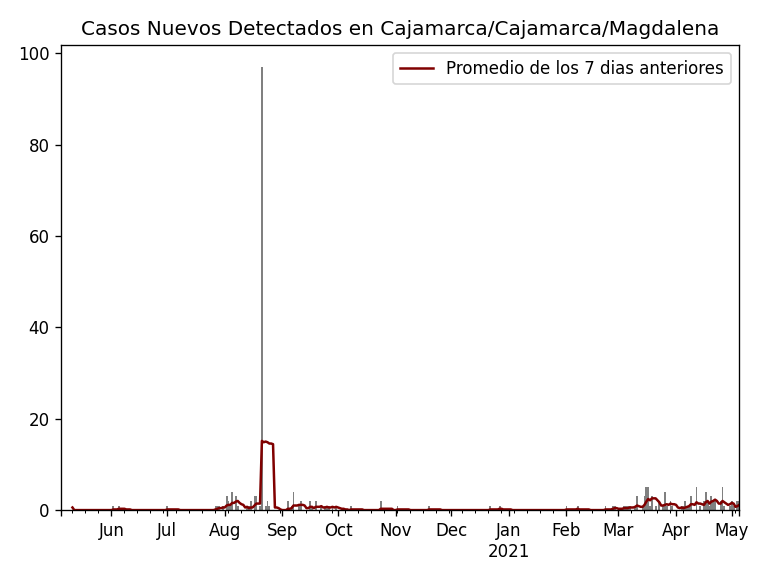 Casos Nuevos Detectados en Cajamarca/Cajamarca/Magdalena
Promedio de los 7 dias anteriores
100
80
60
40
20
0
Jun Jul Aug Sep Oct Nov Dec Jan Feb Mar Apr May
2021